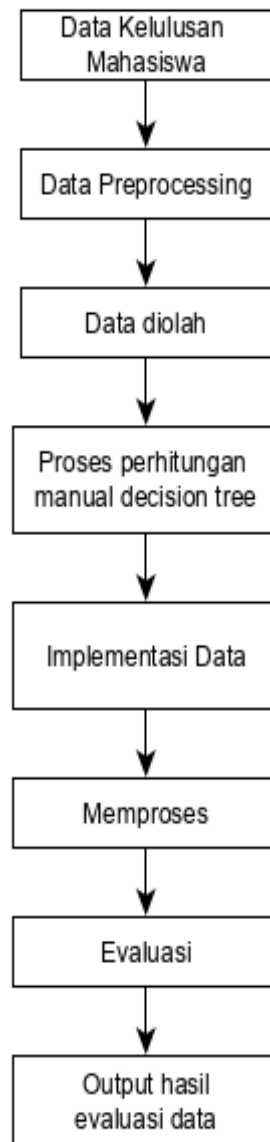 Data Kelulusan
Mahasiswa
Data Preprocessing
Data diolah
Proses perhitungan
manual decision tree
Implementasi Data
Memproses
Evaluasi
Output hasil
evaluasi data